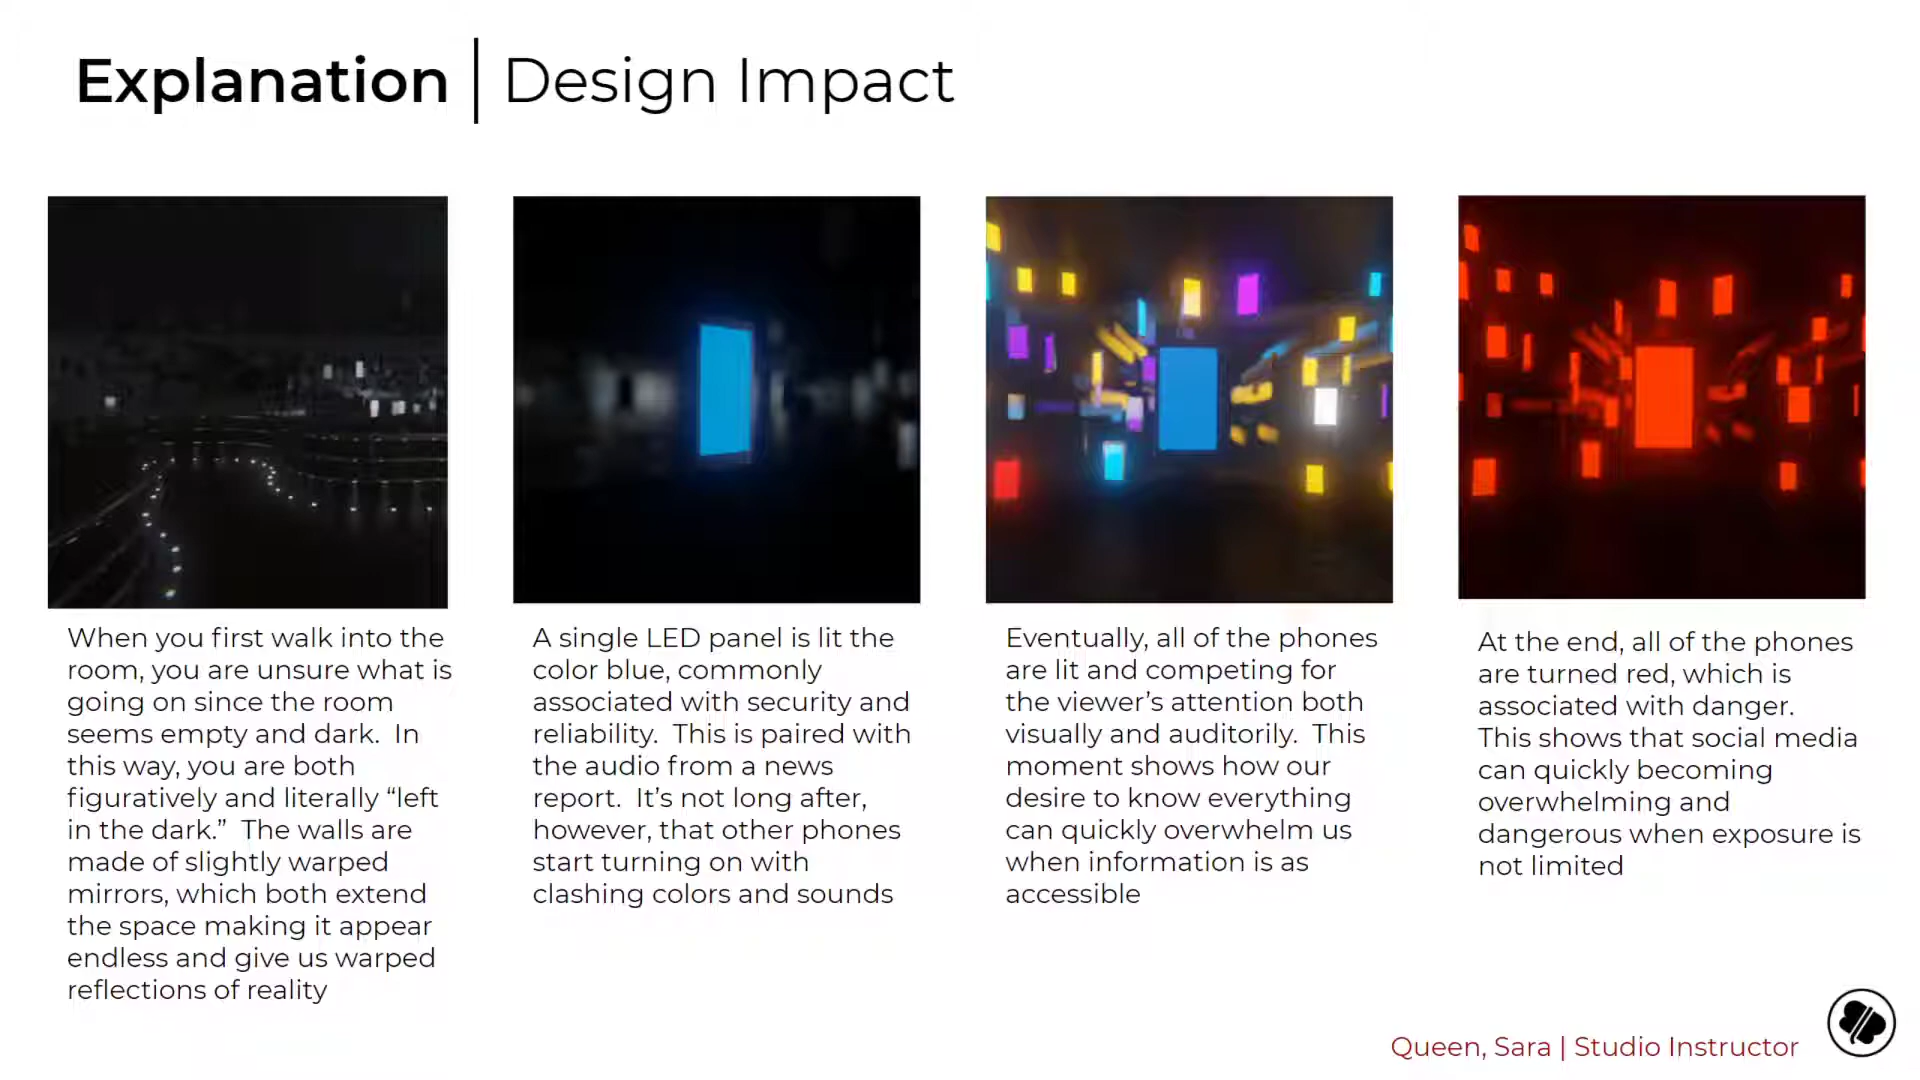 Explanation | Design Impact
When you first walk into the
room, you are unsure what is
going on since the room
seems empty and dark.  In
this way, you are both
figuratively and literally “left
in the dark.”  The walls are
made of slightly warped
mirrors, which both extend
the space making it appear
endless and give us warped
reflections of reality
A single LED panel is lit the
color blue, commonly
associated with security and
reliability.  This is paired with
the audio from a news
report.  It’s not long after,
however, that other phones
start turning on with
clashing colors and sounds
Eventually, all of the phones
are lit and competing for
the viewer’s attention both
visually and auditorily.  This
moment shows how our
desire to know everything
can quickly overwhelm us
when information is as
accessible
At the end, all of the phones
are turned red, which is
associated with danger.
This shows that social media
can quickly becoming
overwhelming and
dangerous when exposure is
not limited
Queen, Sara | Studio Instructor